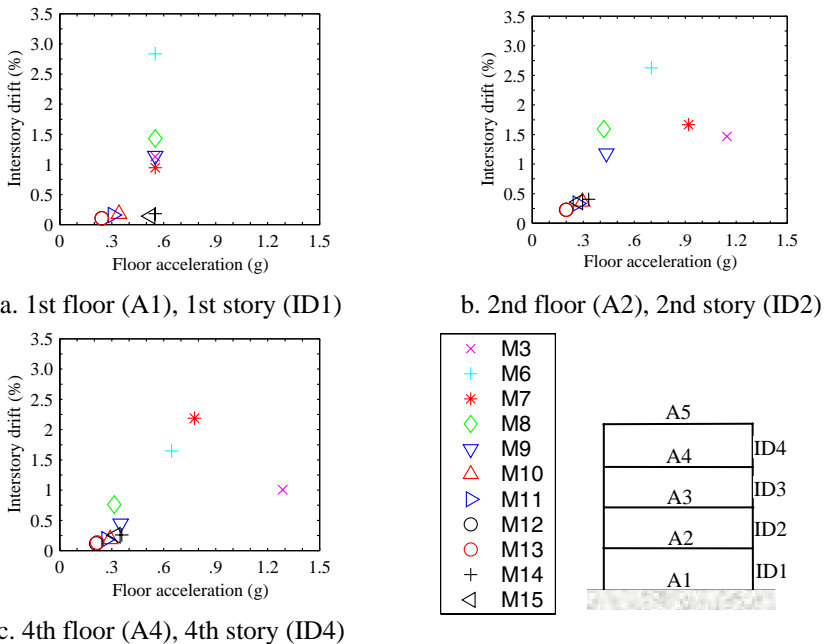 3.5
3.0
2.5
2.0
1.5
1
0.5
0
Interstory drift (%)
0 .3 .6 .9 1.2 1.5
Floor acceleration (g)
a. 1st floor (A1), 1st story (ID1)
3.5
3.0
2.5
2.0
1.5
1
0.5
0
Interstory drift (%)
0 .3 .6 .9 1.2 1.5
Floor acceleration (g)
b. 2nd floor (A2), 2nd story (ID2)
3.5
3.0
2.5
2.0
1.5
1
0.5
0
Interstory drift (%)
0 .3 .6 .9 1.2 1.5
Floor acceleration (g)
c. 4th floor (A4), 4th story (ID4)
M3
M6
M7
M8
M9
M10
M11
M12
M13
M14
M15
A5
A4 ID4
A3 ID3
A2 ID2
A1 ID1